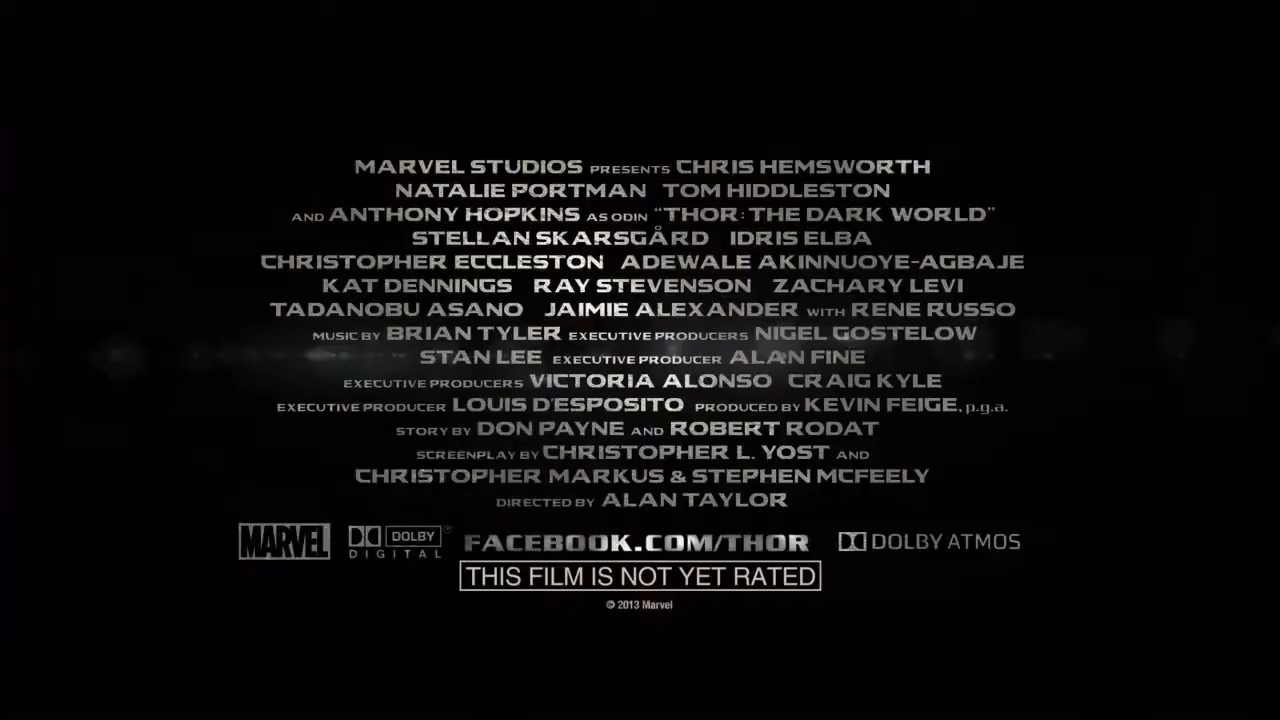 MARVEL STUDIOS PRESENTS CHRIS HEMSWORTH
NATALIE PORTMAN TOM HIDDLESTON
AND ANTHONY HOPKINS AS ODIN "THOR: THE DARK WORLD"
STELLAN SKARSGÅRD IDRIS ELBA
CHRISTOPHER ECCLESTON ADEWALE AKINNUOYE-AGBAJE
KAT DENNINGS RAY STEVENSON ZACHARY LEVI
TADANOBU ASANO JAIMIE ALEXANDER WITH RENE RUSSO
MUSIC BY BRIAN TYLER EXECUTIVE PRODUCERS NIGEL GOSTELOW
STAN LEE EXECUTIVE PRODUCER ALAN FINE
EXECUTIVE PRODUCERS VICTORIA ALONSO CRAIG KYLE
EXECUTIVE PRODUCER LOUIS D'ESPOSITO PRODUCED BY KEVIN FEIGE, p.g.a.
STORY BY DON PAYNE AND ROBERT RODAT
SCREENPLAY BY CHRISTOPHER L. YOST AND
CHRISTOPHER MARKUS & STEPHEN MCFEELY
DIRECTED BY ALAN TAYLOR
MARVEL DOLBY DIGITAL FACEBOOK.COM/THOR DOLBY ATMOS
THIS FILM IS NOT YET RATED
© 2013 Marvel